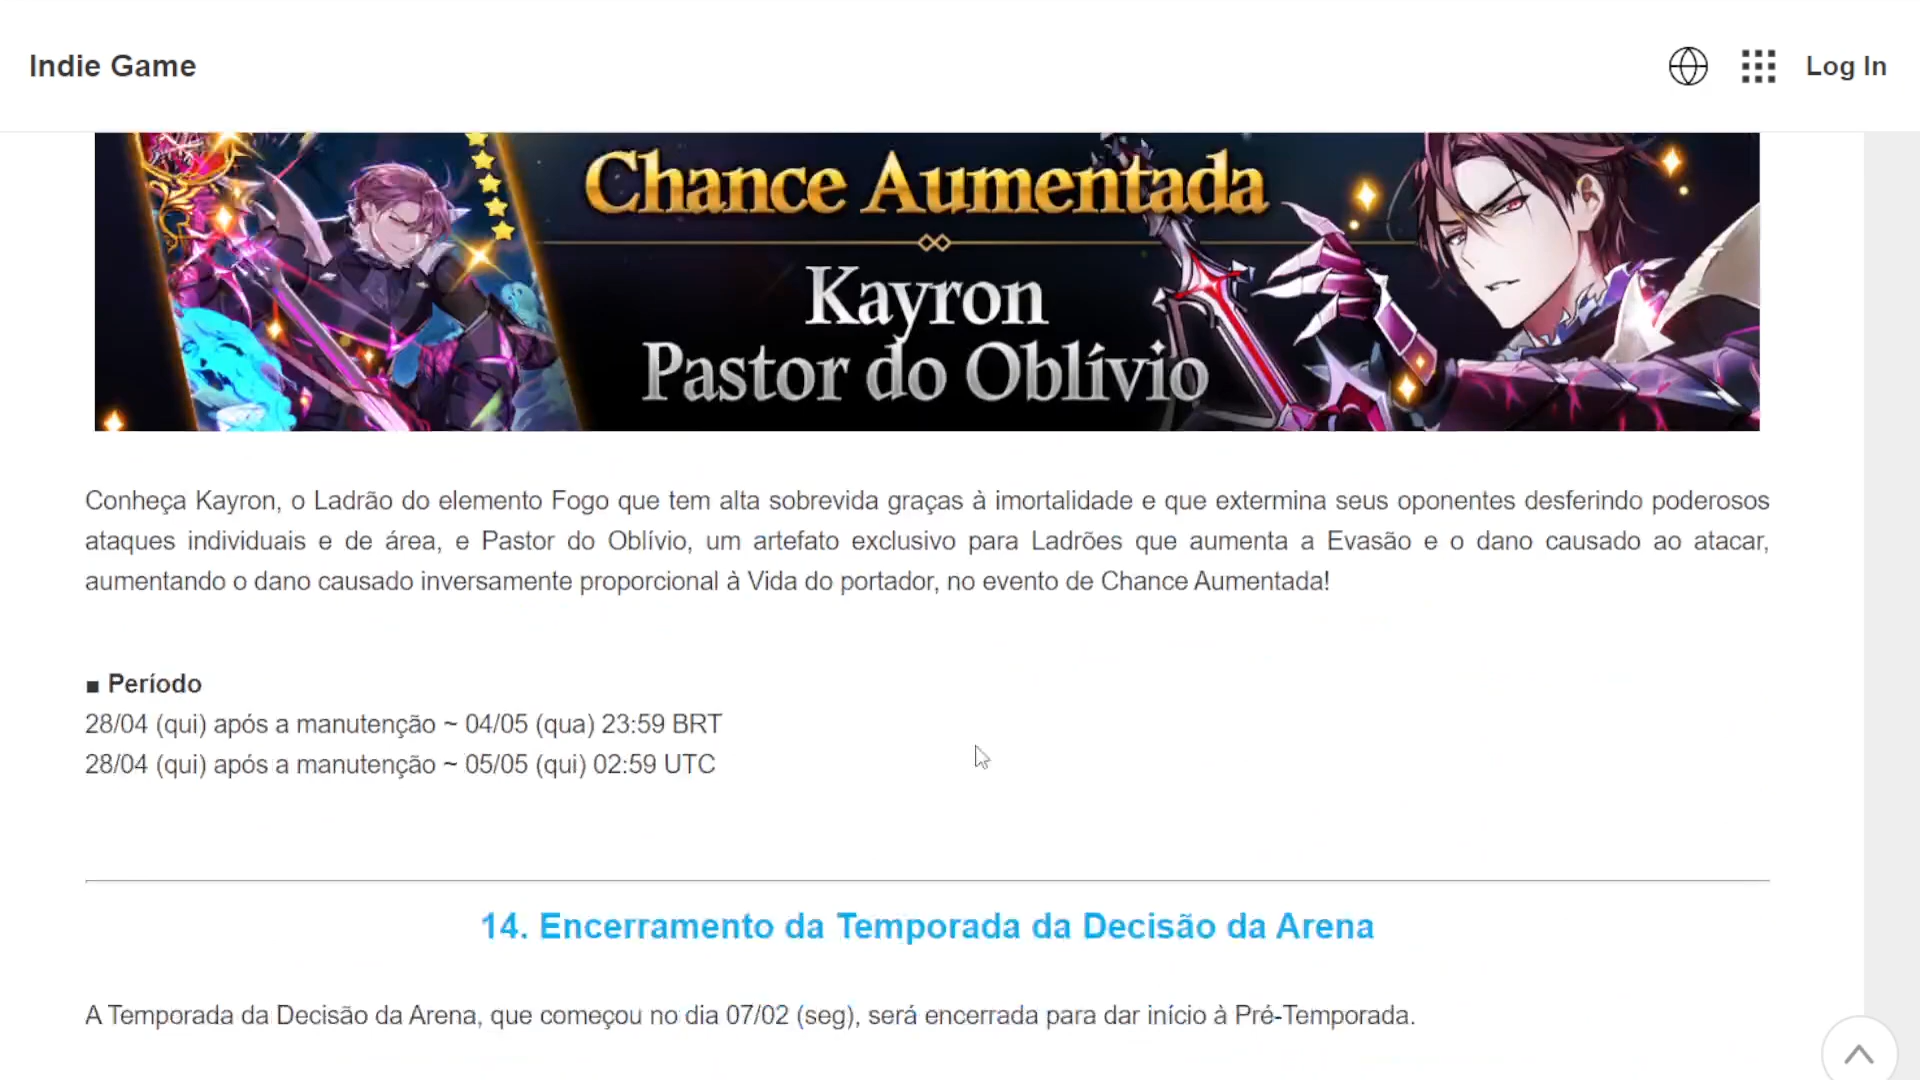 Indie Game
Log In
Chance Aumentada
Kayron
Pastor do Oblívio
Conheça Kayron, o Ladrão do elemento Fogo que tem alta sobrevida graças à imortalidade e que extermina seus oponentes desferindo poderosos
ataques individuais e de área, e Pastor do Oblívio, um artefato exclusivo para Ladrões que aumenta a Evasão e o dano causado ao atacar,
aumentando o dano causado inversamente proporcional à Vida do portador, no evento de Chance Aumentada!
■ Período
28/04 (qui) após a manutenção ~ 04/05 (qua) 23:59 BRT
28/04 (qui) após a manutenção ~ 05/05 (qui) 02:59 UTC
14. Encerramento da Temporada da Decisão da Arena
A Temporada da Decisão da Arena, que começou no dia 07/02 (seg), será encerrada para dar início à Pré-Temporada.